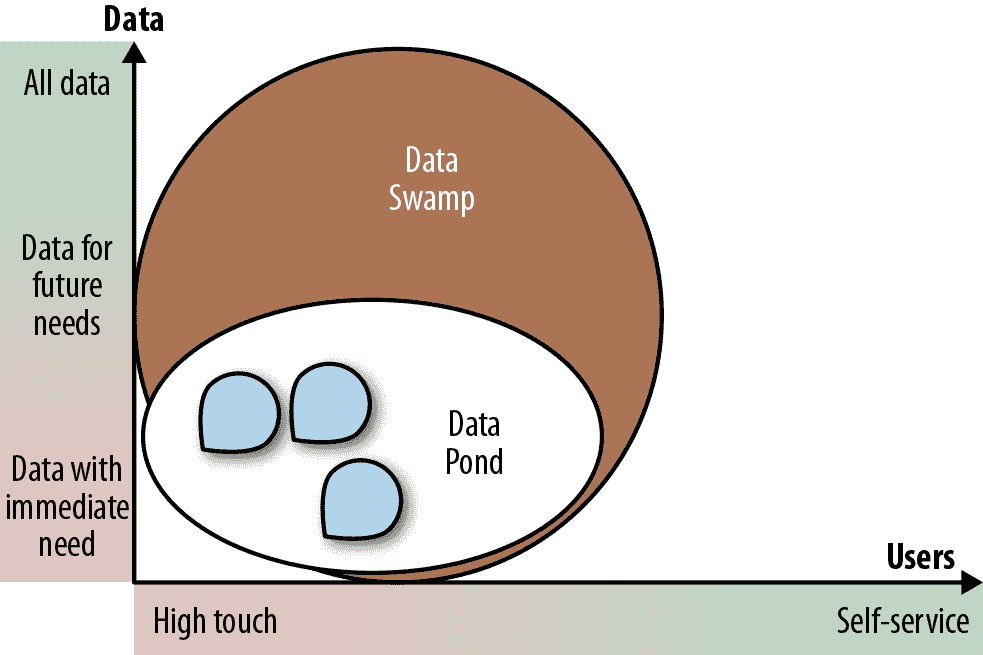 Data
All data
Data
Swamp
Data for
future
needs
Data
Pond
Data with
immediate
need
Users
High touch
Self-service